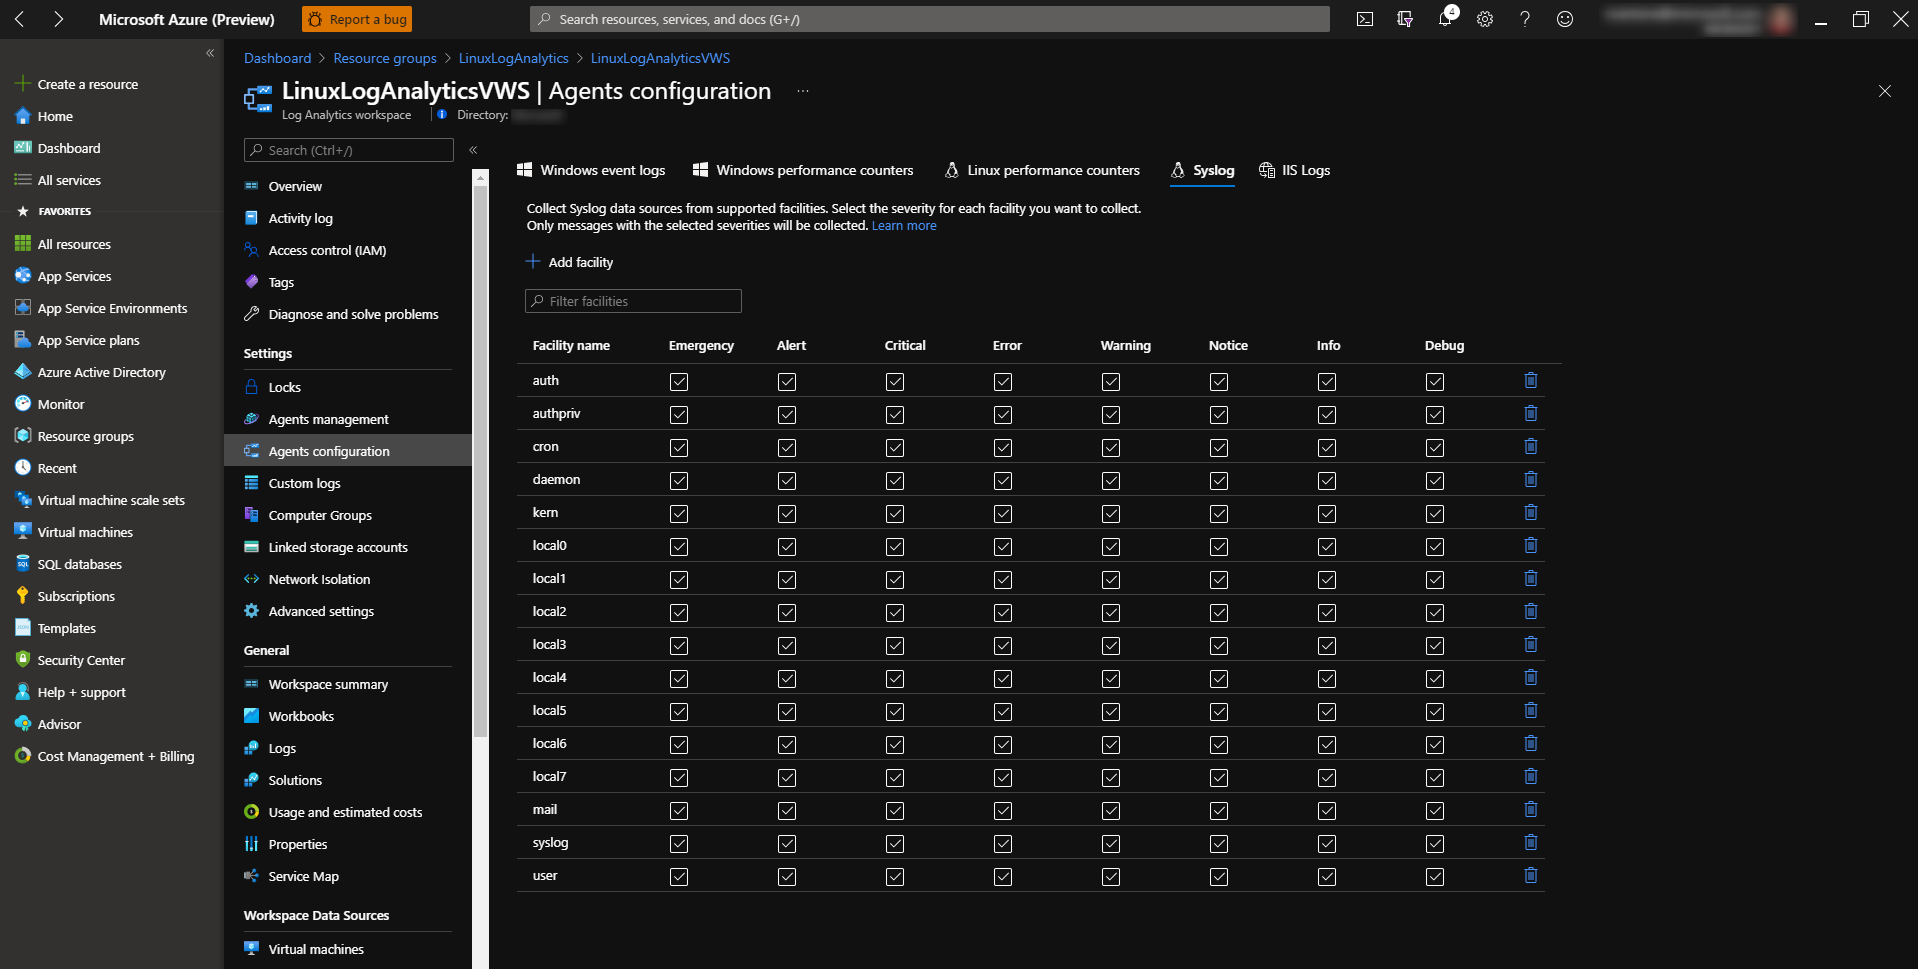 Microsoft Azure (Preview)
Report a bug
Search resources, services, and docs (G+/)
4
Create a resource
Home
Dashboard
All services
FAVORITES
All resources
App Services
App Service Environments
App Service plans
Azure Active Directory
Monitor
Resource groups
Recent
Virtual machine scale sets
Virtual machines
SQL databases
Subscriptions
Templates
Security Center
Help + support
Advisor
Cost Management + Billing
Dashboard > Resource groups > LinuxLogAnalytics > LinuxLogAnalyticsVWS
LinuxLogAnalyticsVWS | Agents configuration ...
Log Analytics workspace
Directory:
Search (Ctrl+/)
Overview
Activity log
Access control (IAM)
Tags
Diagnose and solve problems
Settings
Locks
Agents management
Agents configuration
Custom logs
Computer Groups
Linked storage accounts
Network Isolation
Advanced settings
General
Workspace summary
Workbooks
Logs
Solutions
Usage and estimated costs
Properties
Service Map
Workspace Data Sources
Virtual machines
Windows event logs
Windows performance counters
Linux performance counters
Syslog
IIS Logs
Collect Syslog data sources from supported facilities. Select the severity for each facility you want to collect.
Only messages with the selected severities will be collected. Learn more
Add facility
Filter facilities
Facility name Emergency Alert Critical Error Warning Notice Info Debug
auth
authpriv
cron
daemon
kern
local0
local1
local2
local3
local4
local5
local6
local7
mail
syslog
user